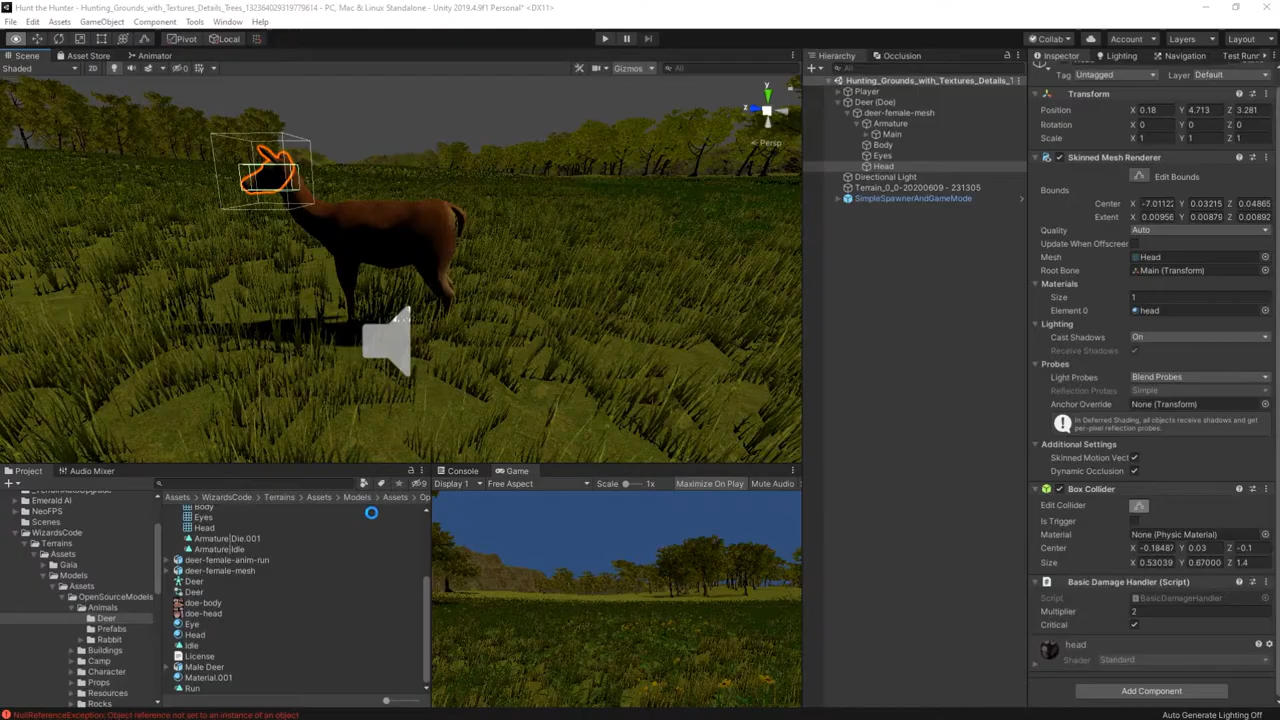 Hunt the Hunter - Hunting_Grounds_with_Textures_Details_Trees_132364029319779614 - PC, Mac & Linux Standalone - Unity 2019.4.9f1 Personal* <DX11>
File Edit Assets GameObject Component Tools Window Help
Pivot Local Collab Account Layers Layout
Scene Asset Store Animator
Shaded 2D 0 Gizmos All
y
z
Persp
Hierarchy Occlusion
All
Hunting_Grounds_with_Textures_Details_T
Player
Deer (Doe)
deer-female-mesh
Armature
Main
Body
Eyes
Head
Directional Light
Terrain_0_0-20200609 - 231305
SimpleSpawnerAndGameMode
Inspector Lighting Navigation Test Run
Tag Untagged Layer Default
Transform
Position X 0.18 Y 4.713 Z 3.281
Rotation X 0 Y 0 Z 0
Scale X 1 Y 1 Z 1
Skinned Mesh Renderer
Edit Bounds
Bounds
Center X -7.01122 Y 0.03215 Z 0.04865
Extent X 0.00956 Y 0.00879 Z 0.00892
Quality Auto
Update When Offscreen
Mesh Head
Root Bone Main (Transform)
Materials
Size 1
Element 0 head
Lighting
Cast Shadows On
Receive Shadows
Probes
Light Probes Blend Probes
Reflection Probes Simple
Anchor Override None (Transform)
In Deferred Shading, all objects receive shadows and get
per-pixel reflection probes.
Additional Settings
Skinned Motion Vect
Dynamic Occlusion
Box Collider
Edit Collider
Is Trigger
Material None (Physic Material)
Center X -0.18487 Y 0.03 Z -0.1
Size X 0.53039 Y 0.67000 Z 1.4
Basic Damage Handler (Script)
Script BasicDamageHandler
Multiplier 2
Critical
head
Shader Standard
Add Component
Project Audio Mixer
9
Emerald AI
NeoFPS
Scenes
WizardsCode
Terrains
Assets
Gaia
Models
Assets
OpenSourceModels
Animals
Deer
Prefabs
Rabbit
Buildings
Camp
Character
Props
Resources
Rocks
Assets WizardsCode Terrains Assets Models Assets Op
Body
Eyes
Head
Armature|Die.001
Armature|Idle
deer-female-anim-run
deer-female-mesh
Deer
Deer
doe-body
doe-head
Eye
Head
Idle
License
Male Deer
Material.001
Run
Console Game
Display 1 Free Aspect Scale 1x Maximize On Play Mute Audio
NullReferenceException: Object reference not set to an instance of an object
Auto Generate Lighting Off